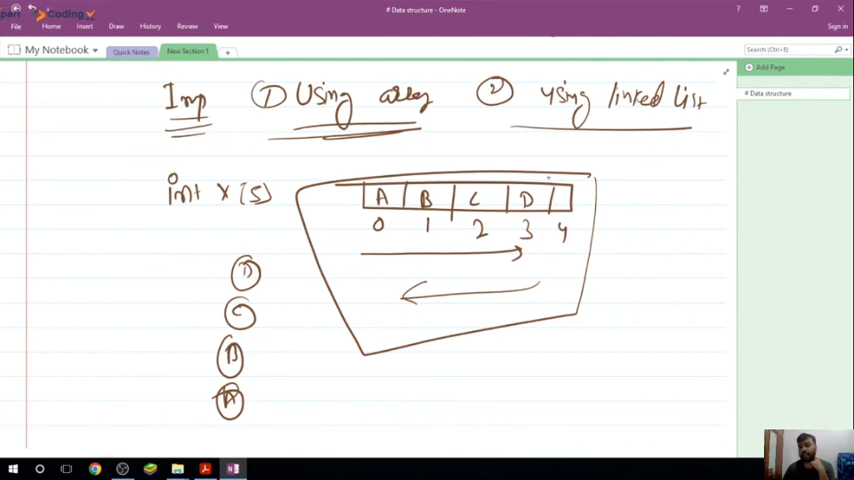 xpert Coding
# Data structure - OneNote
Sign in
File Home Insert Draw History Review View
My Notebook Quick Notes New Section 1 +
Search (Ctrl+E)
Add Page
# Data structure
Imp ① Using array ② Using linked list
int x [5] A B C D
0 1 2 3 4
D
C
B
A